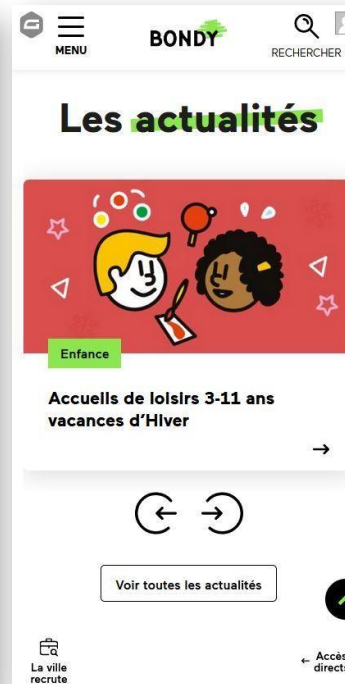 MENU
BONDY
RECHERCHER
Les actualités
Enfance
Accueils de loisirs 3-11 ans
vacances d'Hiver
Voir toutes les actualités
La ville
recrute
← Accès
directs